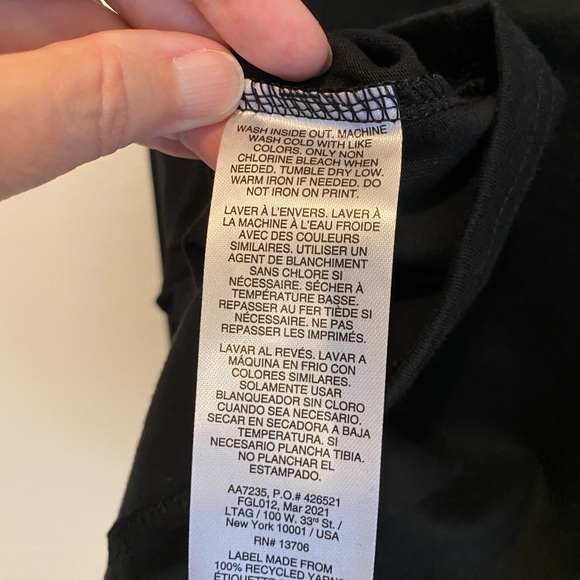 WASH INSIDE OUT. MACHINE
WASH COLD WITH LIKE
COLORS. ONLY NON
CHLORINE BLEACH WHEN
NEEDED. TUMBLE DRY LOW.
WARM IRON IF NEEDED. DO
NOT IRON ON PRINT.
LAVER À L'ENVERS. LAVER À
LA MACHINE À L'EAU FROIDE
AVEC DES COULEURS
SIMILAIRES. UTILISER UN
AGENT DE BLANCHIMENT
SANS CHLORE SI
NÉCESSAIRE. SÉCHER À
TEMPÉRATURE BASSE.
REPASSER AU FER TIÈDE SI
NÉCESSAIRE. NE PAS
REPASSER LES IMPRIMÉS.
LAVAR AL REVÉS. LAVAR A
MÁQUINA EN FRIO CON
COLORES SIMILARES.
SOLAMENTE USAR
BLANQUEADOR SIN CLORO
CUANDO SEA NECESARIO.
SECAR EN SECADORA A BAJA
TEMPERATURA. SI
NECESARIO PLANCHA TIBIA.
NO PLANCHAR EL
ESTAMPADO.
AA7235, P.O.# 426521
FGL012, Mar 2021
LTAG / 100 W. 33rd St. /
New York 10001 / USA
RN# 13706
LABEL MADE FROM
100% RECYCLED YARNS
ÉTIQUETTE